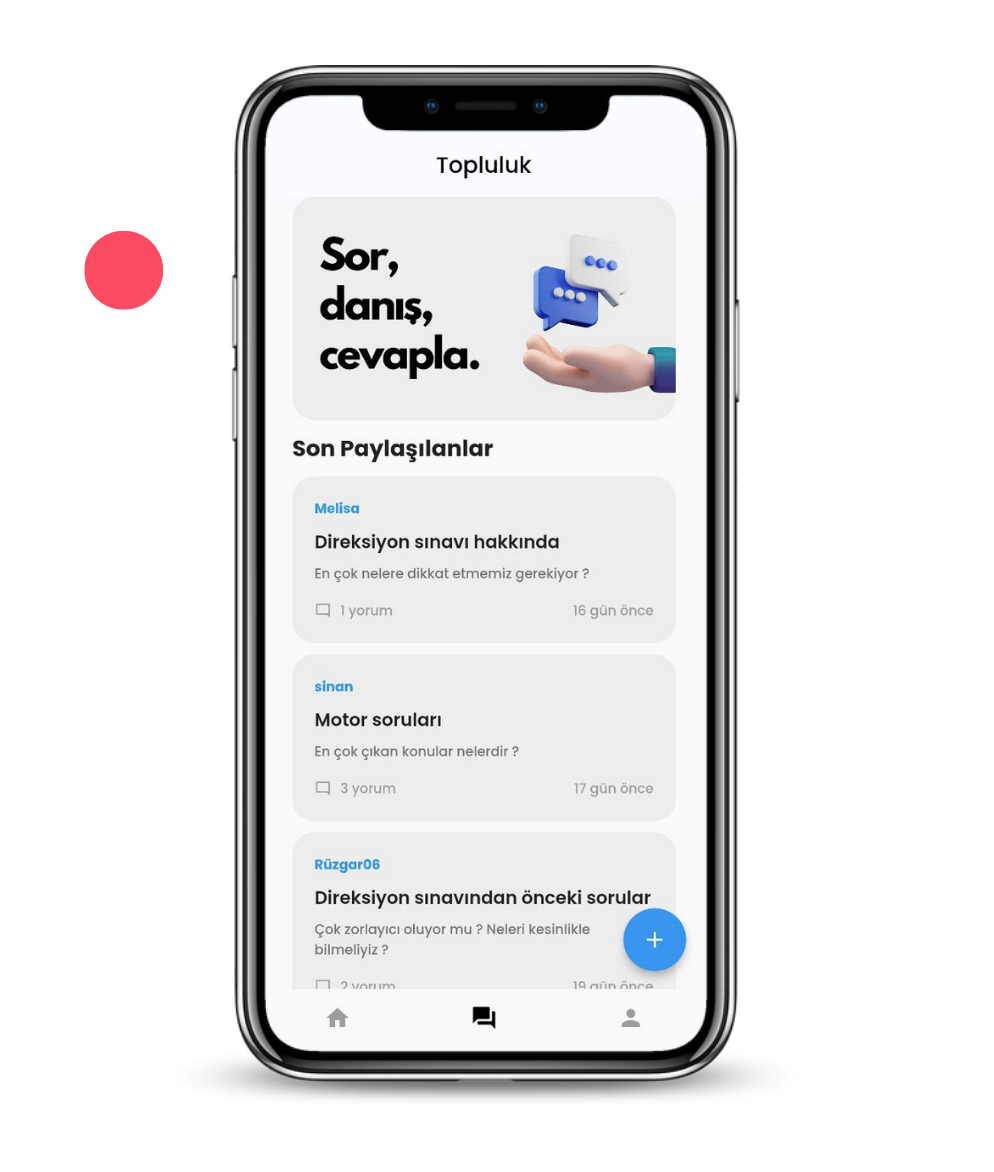 Topluluk
Sor,
danış,
cevapla.
Son Paylaşılanlar
Melisa
Direksiyon sınavı hakkında
En çok nelere dikkat etmemiz gerekiyor ?
1 yorum 16 gün önce
sinan
Motor soruları
En çok çıkan konular nelerdir ?
3 yorum 17 gün önce
Rüzgar06
Direksiyon sınavından önceki sorular
Çok zorlayıcı oluyor mu ? Neleri kesinlikle
bilmeliyiz ?
2 yorum 19 gün önce